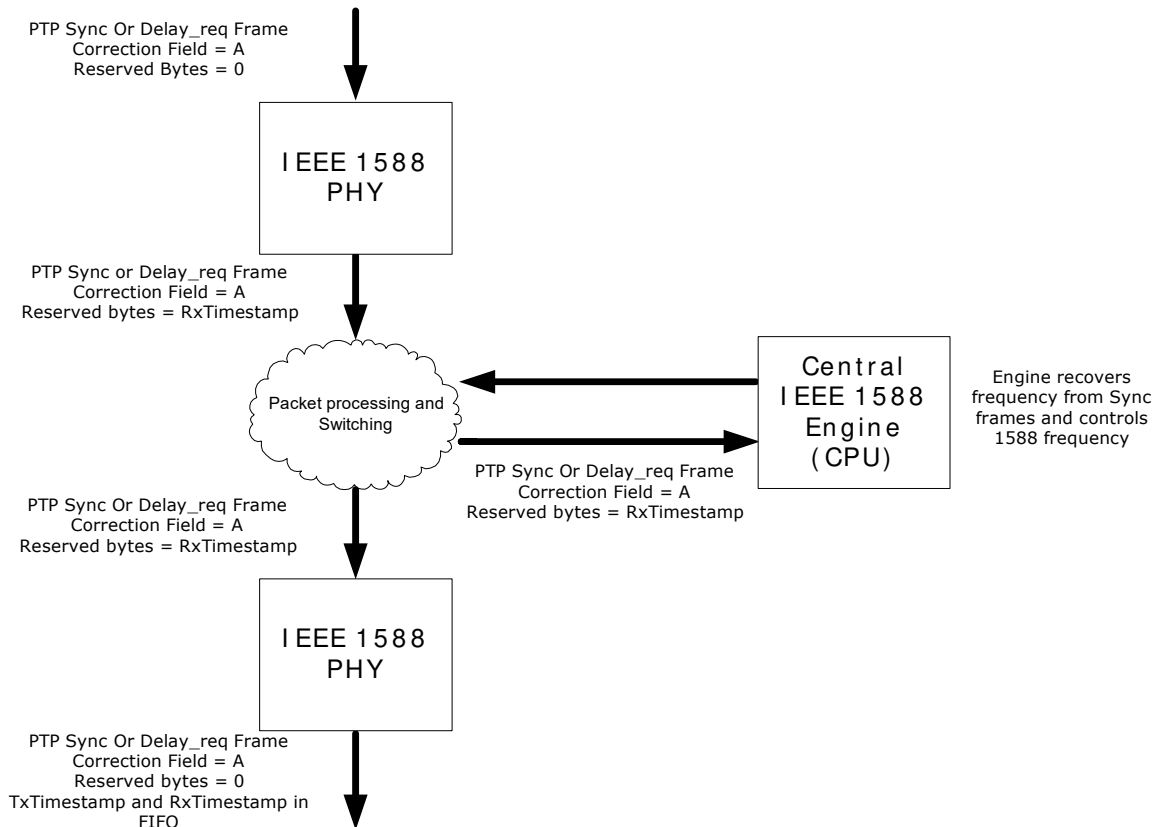 PTP Sync Or Delay_req Frame
Correction Field = A
Reserved Bytes = 0
IEEE 1588
PHY
PTP Sync or Delay_req Frame
Correction Field = A
Reserved bytes = RxTimestamp
Packet processing and
Switching
Central
IEEE 1588
Engine
(CPU)
Engine recovers
frequency from Sync
frames and controls
1588 frequency
PTP Sync Or Delay_req Frame
Correction Field = A
Reserved bytes = RxTimestamp
PTP Sync Or Delay_req Frame
Correction Field = A
Reserved bytes = RxTimestamp
IEEE 1588
PHY
PTP Sync Or Delay_req Frame
Correction Field = A
Reserved bytes = 0
TxTimestamp and RxTimestamp in
FIFO